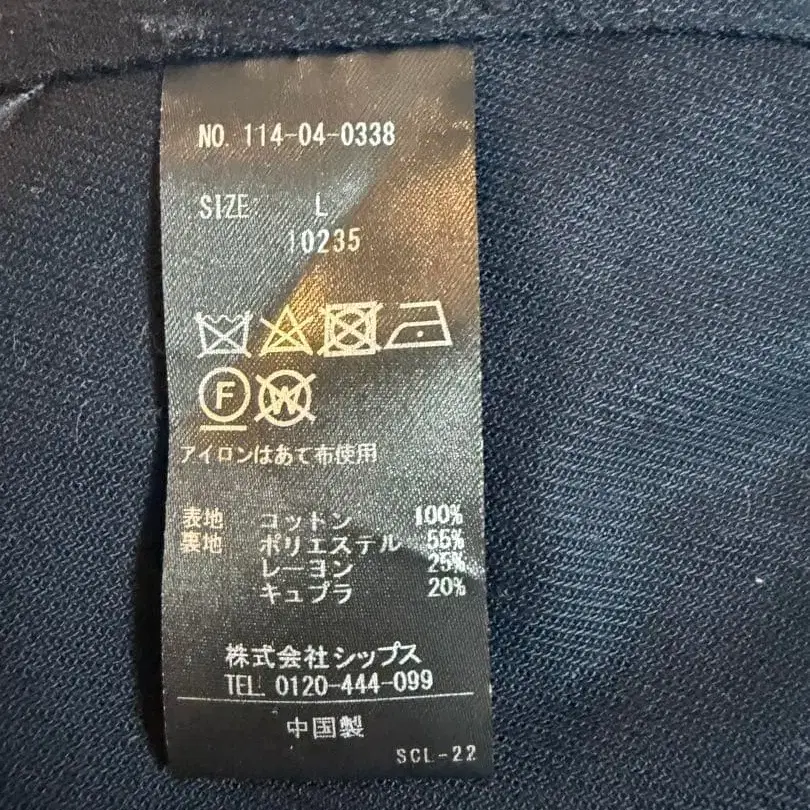 NO. 114-04-0338
SIZE L
10235
F W
アイロンはあて布使用
表地 コットン 100%
裏地 ポリエステル 55%
レーヨン 25%
キュプラ 20%
株式会社シップス
TEL. 0120-444-099
中国製
SCL-22